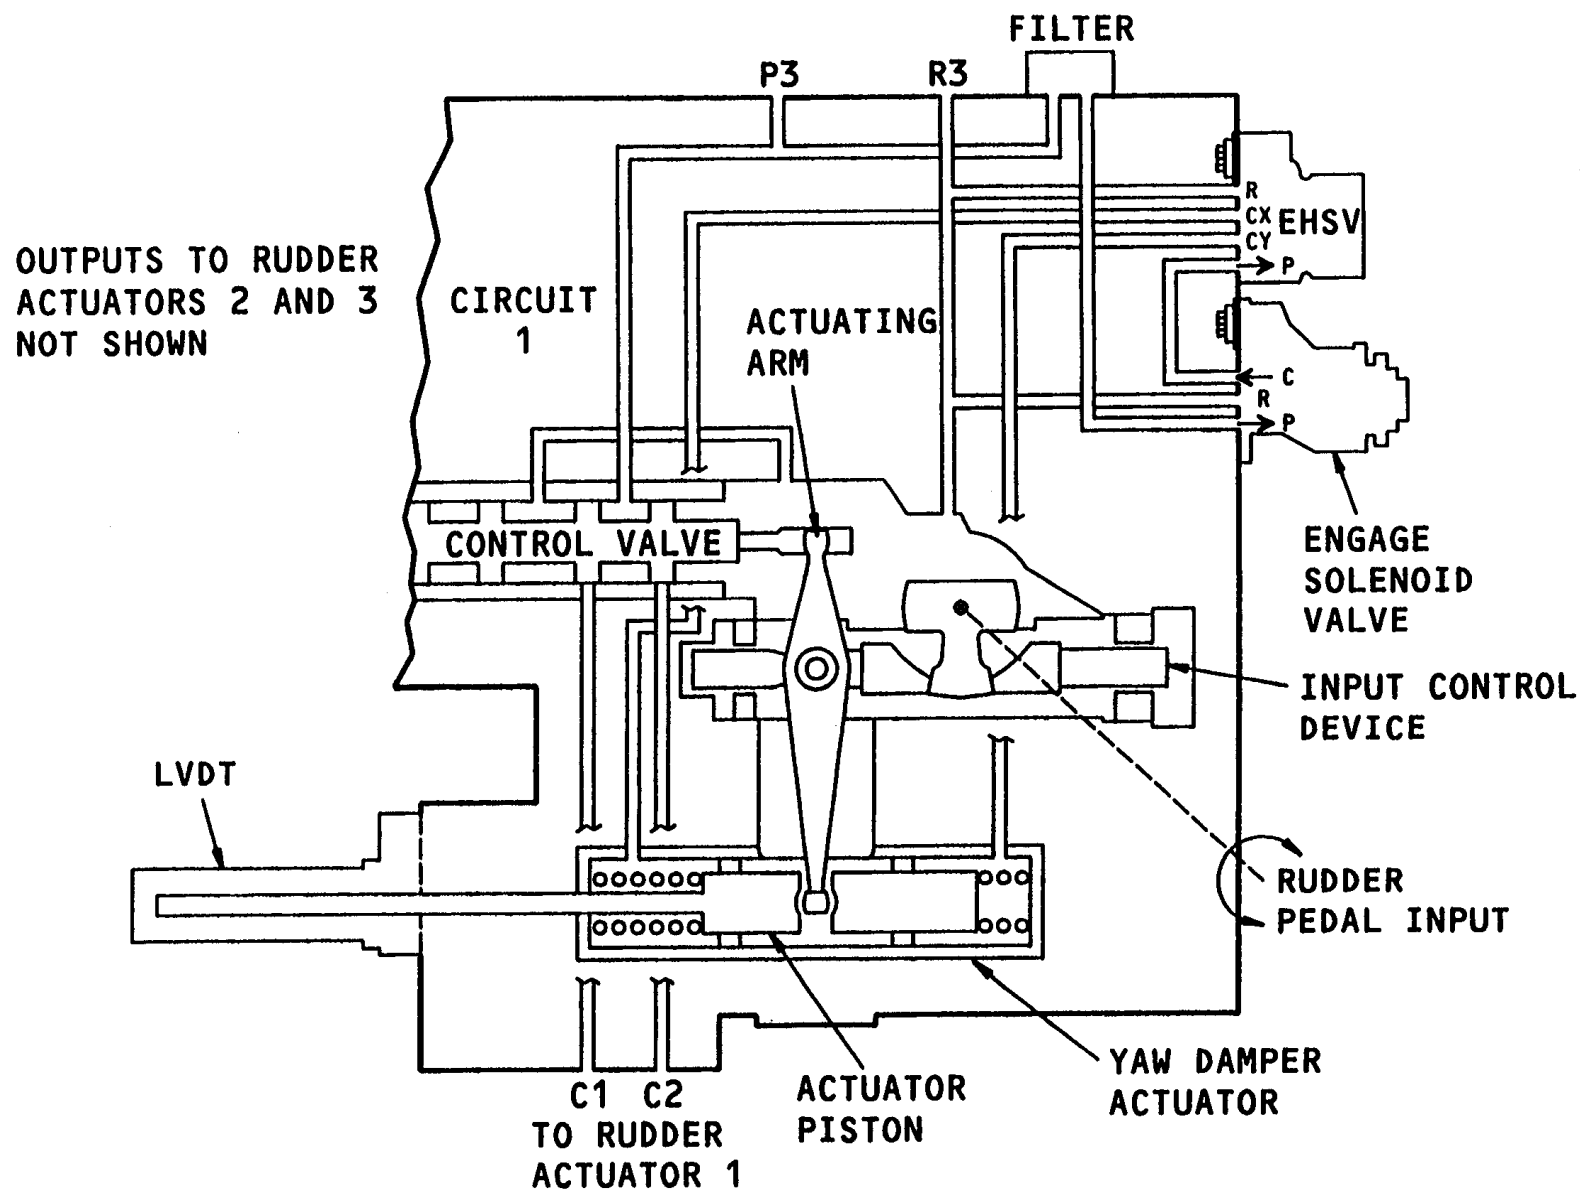 FILTER
P3
R3
R
CX
EHSV
CY
P
OUTPUTS TO RUDDER
ACTUATORS 2 AND 3
NOT SHOWN
CIRCUIT
1
ACTUATING
ARM
C
R
P
CONTROL VALVE
ENGAGE
SOLENOID
VALVE
INPUT CONTROL
DEVICE
LVDT
RUDDER
PEDAL INPUT
YAW DAMPER
ACTUATOR
ACTUATOR
PISTON
C1 C2
TO RUDDER
ACTUATOR 1